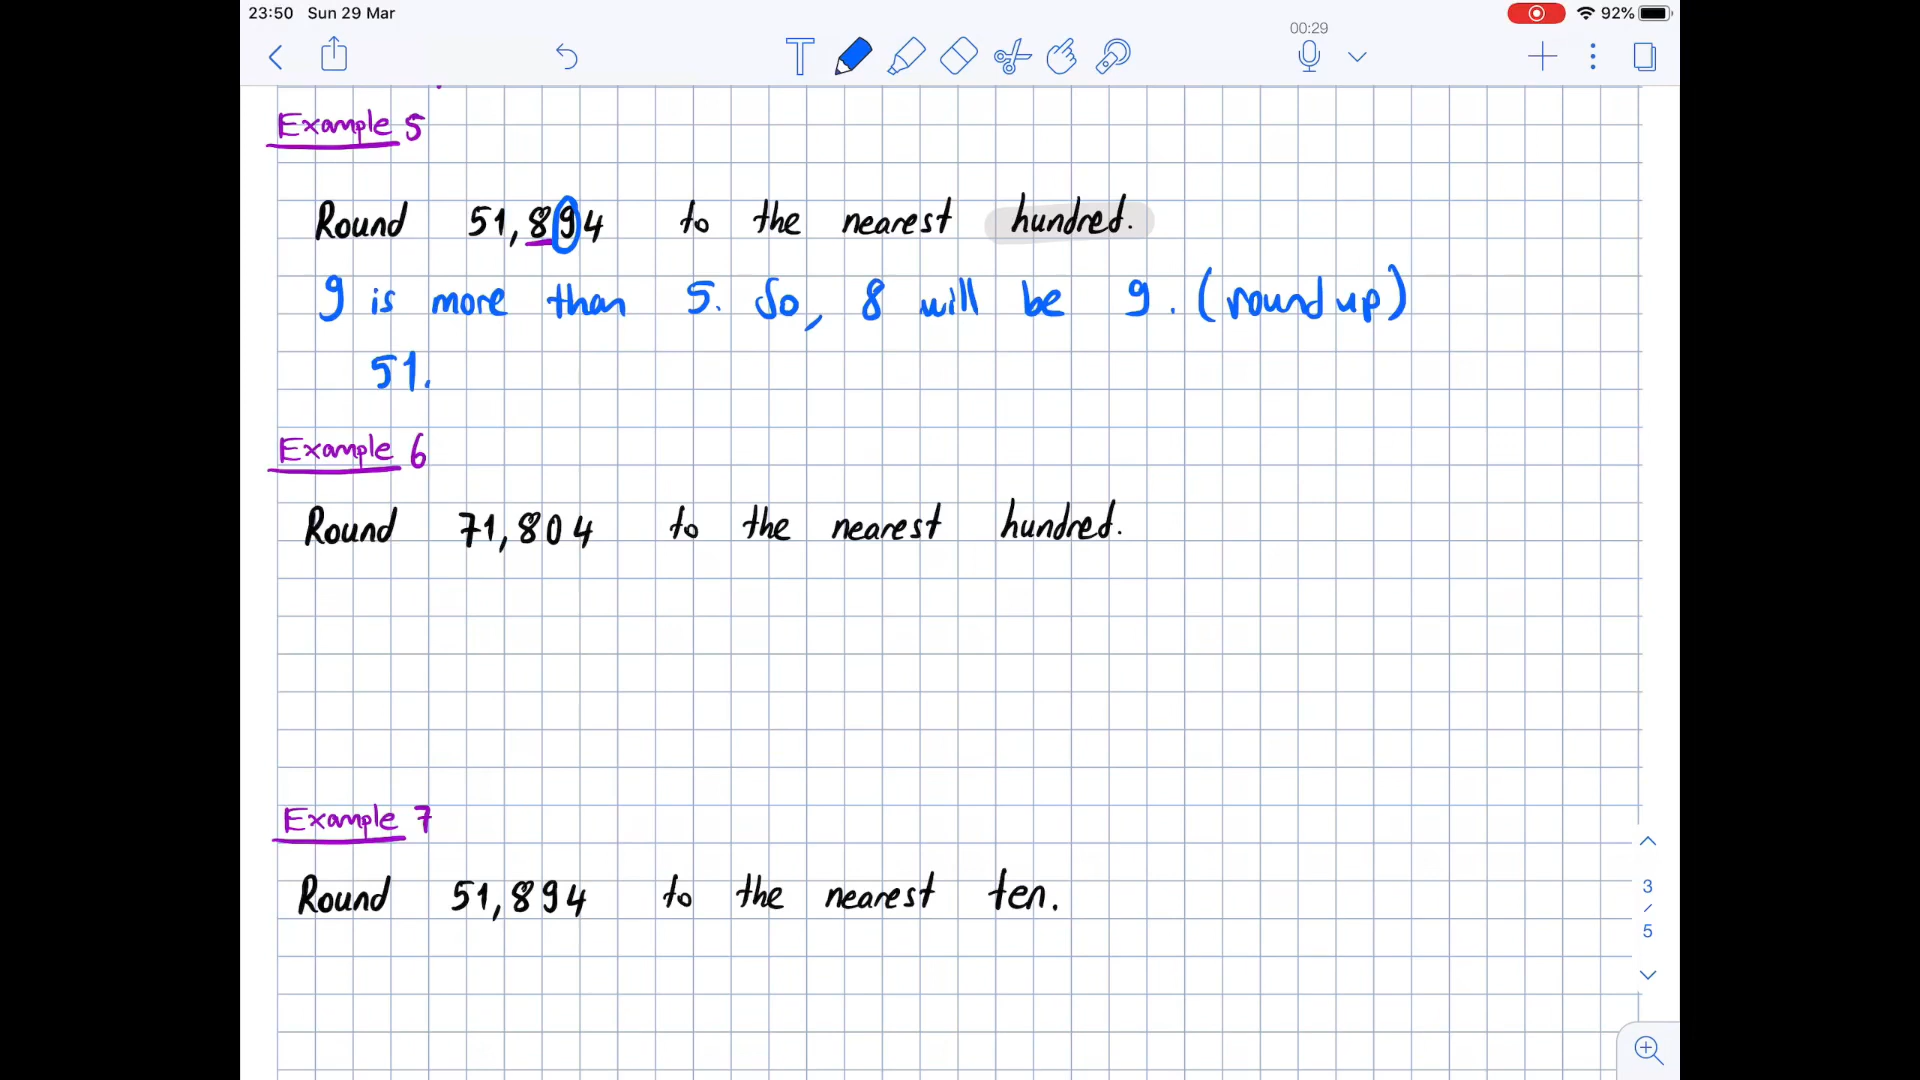 23:50 Sun 29 Mar
92%
00:29
T
Example 5
Round 51,894 to the nearest hundred.
9 is more than 5. So, 8 will be 9. (round up)
51.
Example 6
Round 71,804 to the nearest hundred.
Example 7
Round 51,894 to the nearest ten.
3
/
5